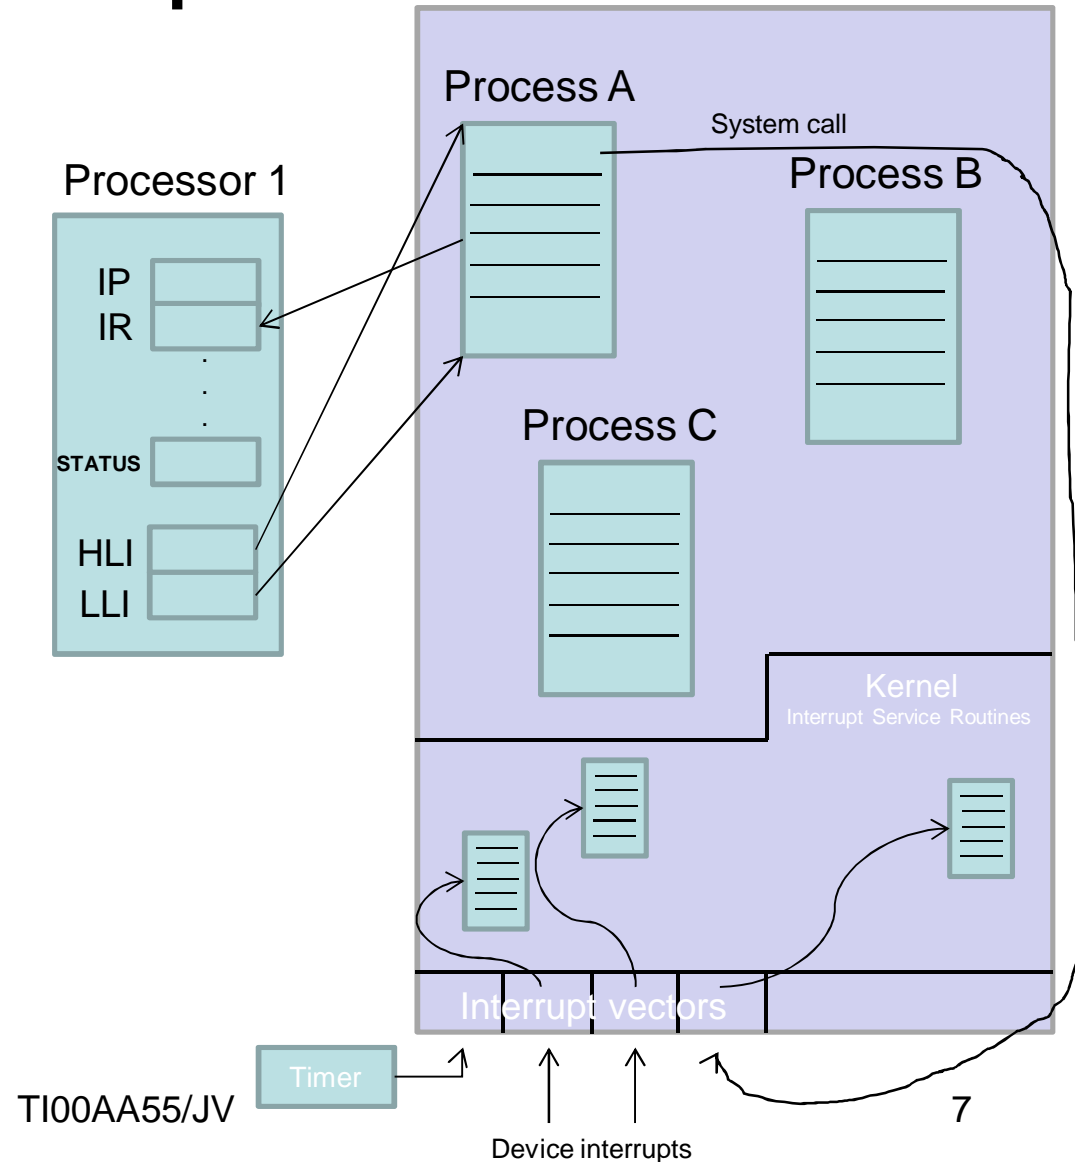 Process A
System call
Processor 1
Process B
IP
IR
.
.
.
STATUS
Process C
HLI
LLI
Kernel
Interrupt Service Routines
Interrupt vectors
Timer
TI00AA55/JV
7
Device interrupts